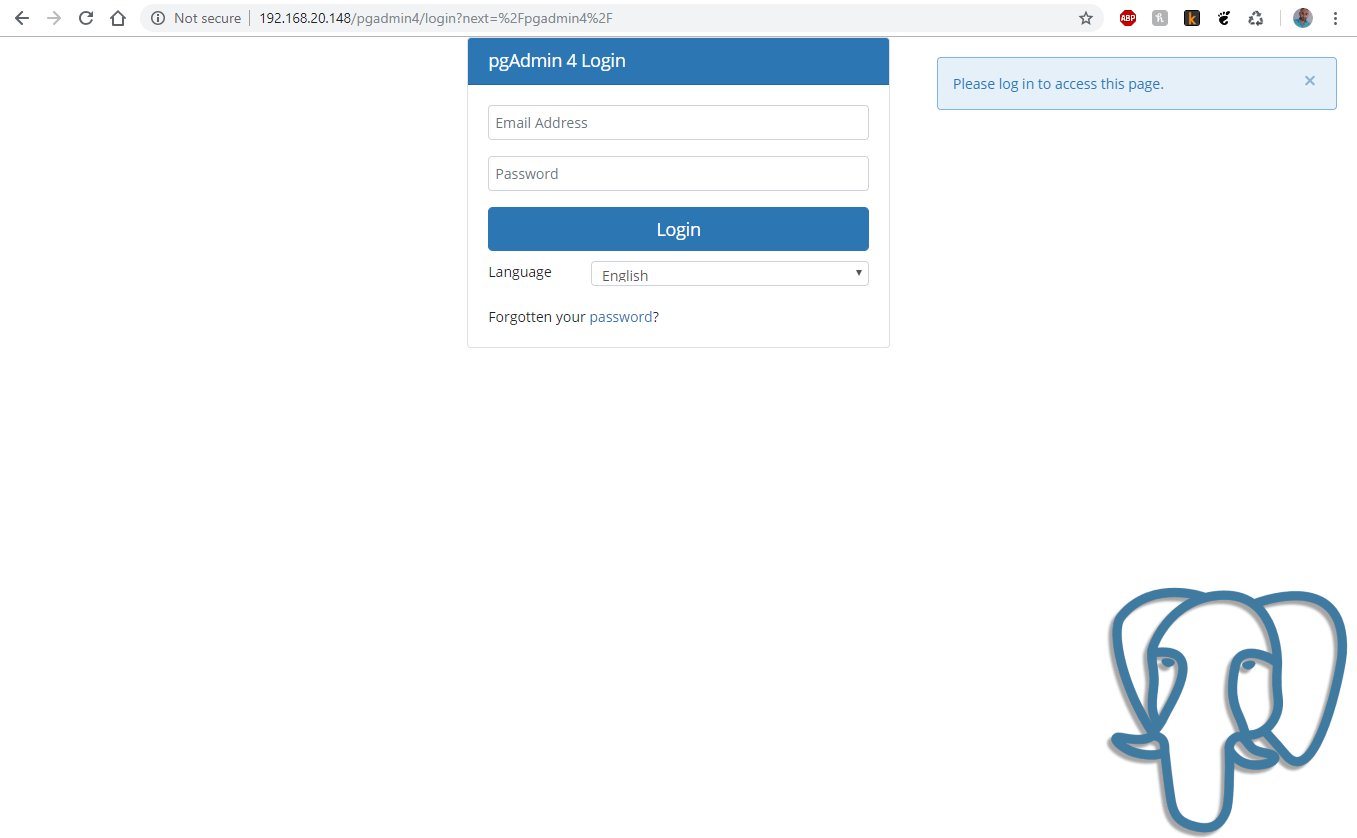 Not secure 192.168.20.148/pgadmin4/login?next=%2Fpgadmin4%2F
ABP
k
pgAdmin 4 Login
Please log in to access this page. ×
Email Address
Password
Login
Language English
Forgotten your password?